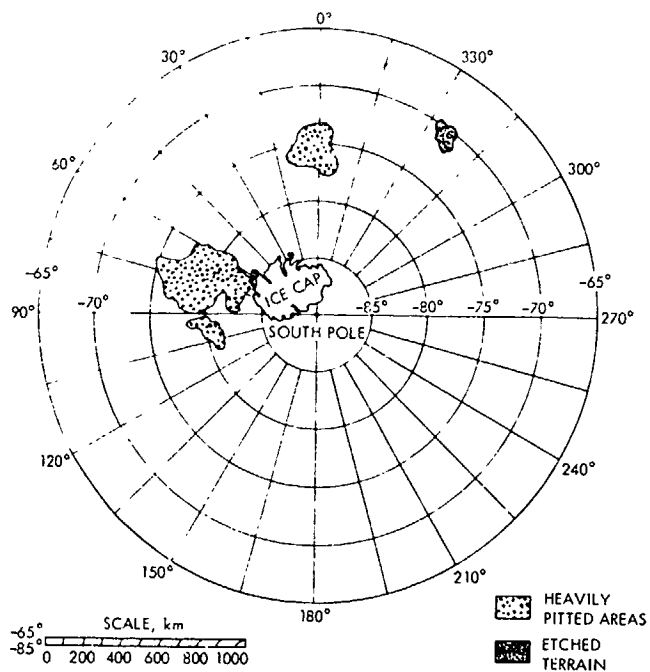 0°
30°
330°
60°
300°
-65°
-65°
90°
-70°
-85°
-80°
-75°
-70°
270°
ICE CAP
SOUTH POLE
120°
240°
150°
210°
180°
HEAVILY
PITTED AREAS
ETCHED
TERRAIN
SCALE, km
-65°
-85°
0 200 400 600 800 1000